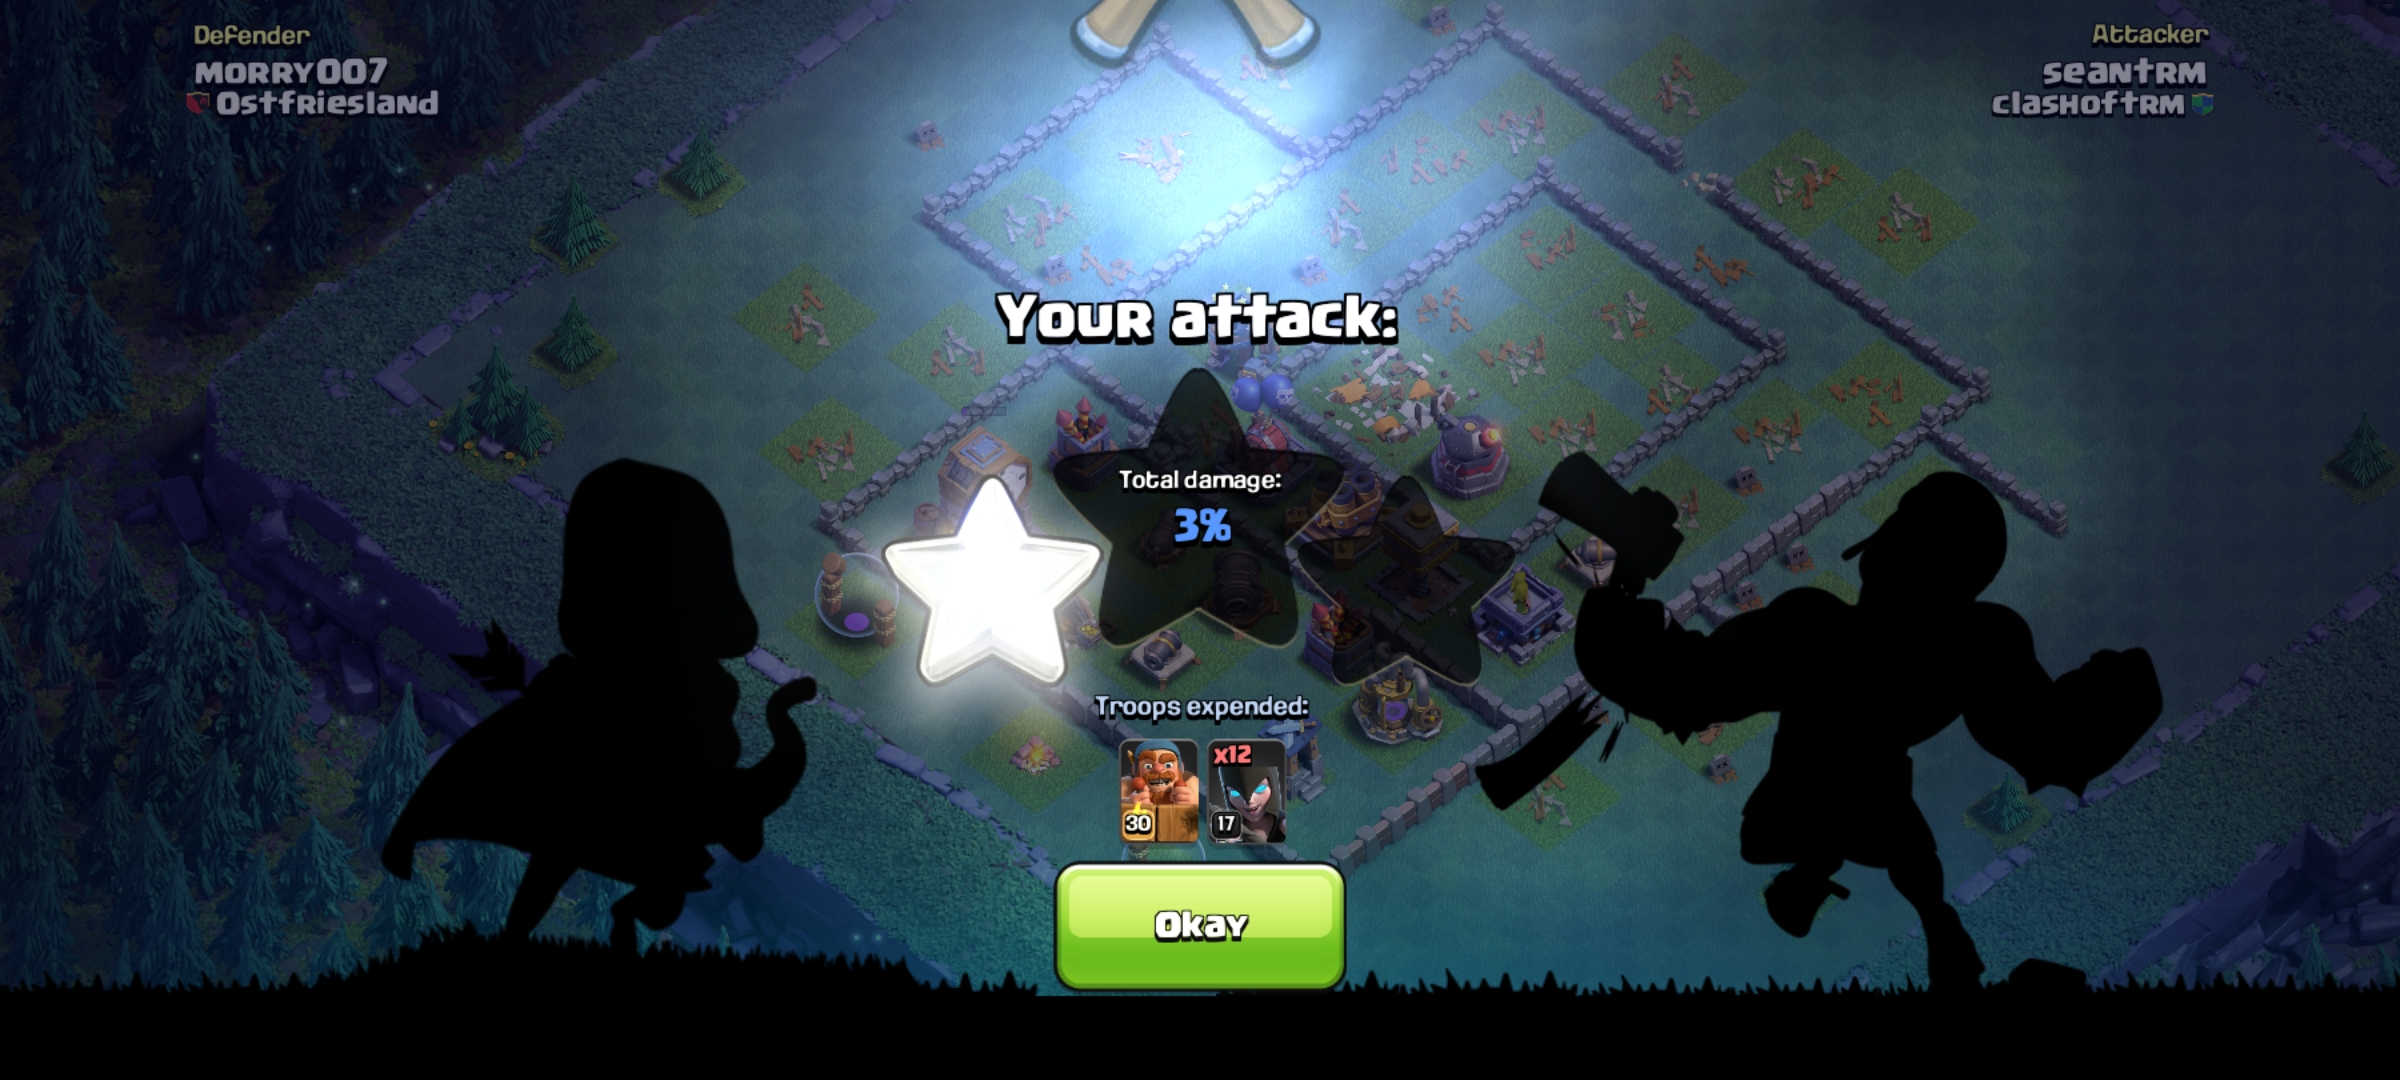 Defender
MORRY007
Ostfriesland
Attacker
seantRM
clashoftRM
Your attack:
Total damage:
3%
Troops expended:
x12
30
17
Okay